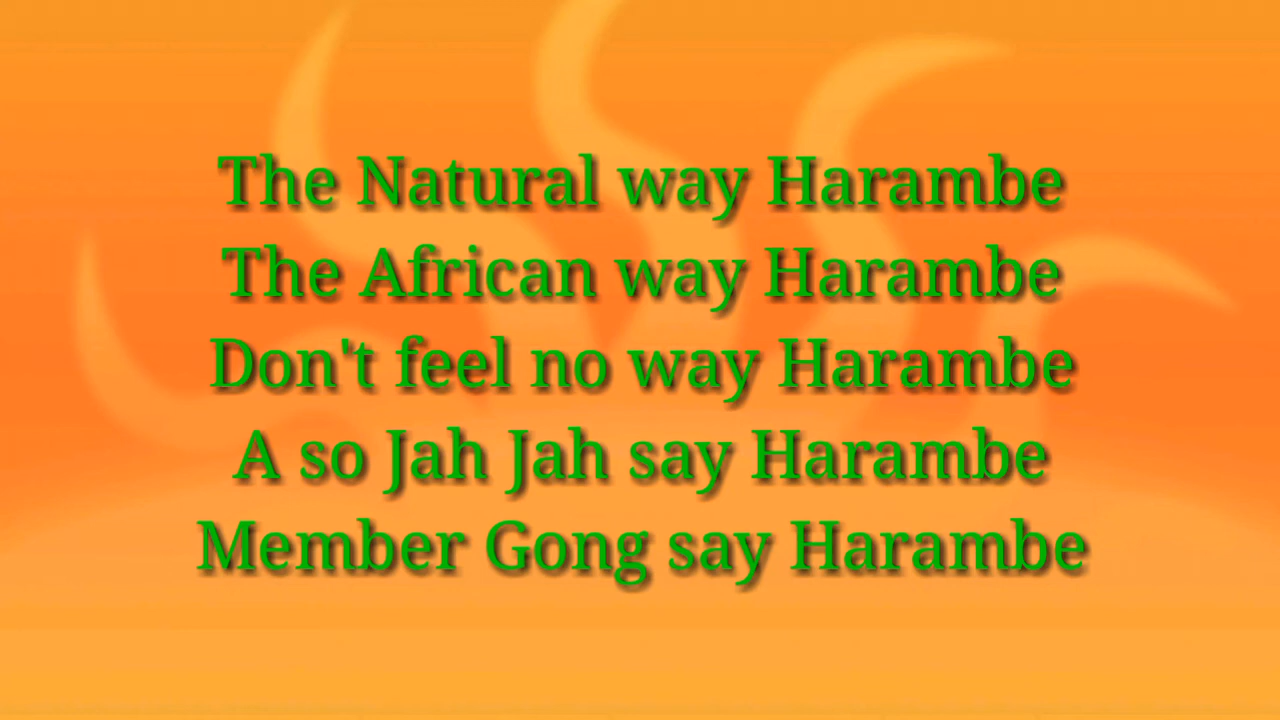 The Natural way Harambe
The African way Harambe
Don't feel no way Harambe
A so Jah Jah say Harambe
Member Gong say Harambe